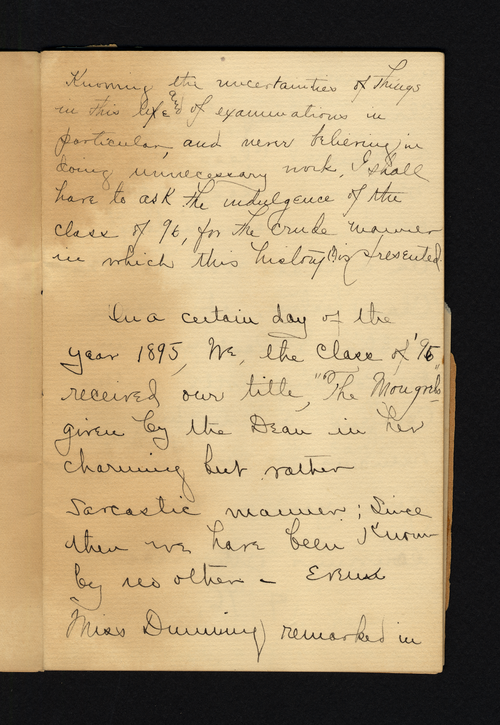 Knowing the uncertainties of Things
in this life and of examinations in
particular, and never believing in
doing unnecessary work, I shall
have to ask the indulgence of the
class of 96, for the crude manner
in which this history is presented.
On a certain day of the
year 1895, We, the class of '96
received our title, "The Mongrels"
given by the Dean in her
charming but rather
sarcastic manner; Since
then we have been Known
by no other -
Miss Dunning remarked in